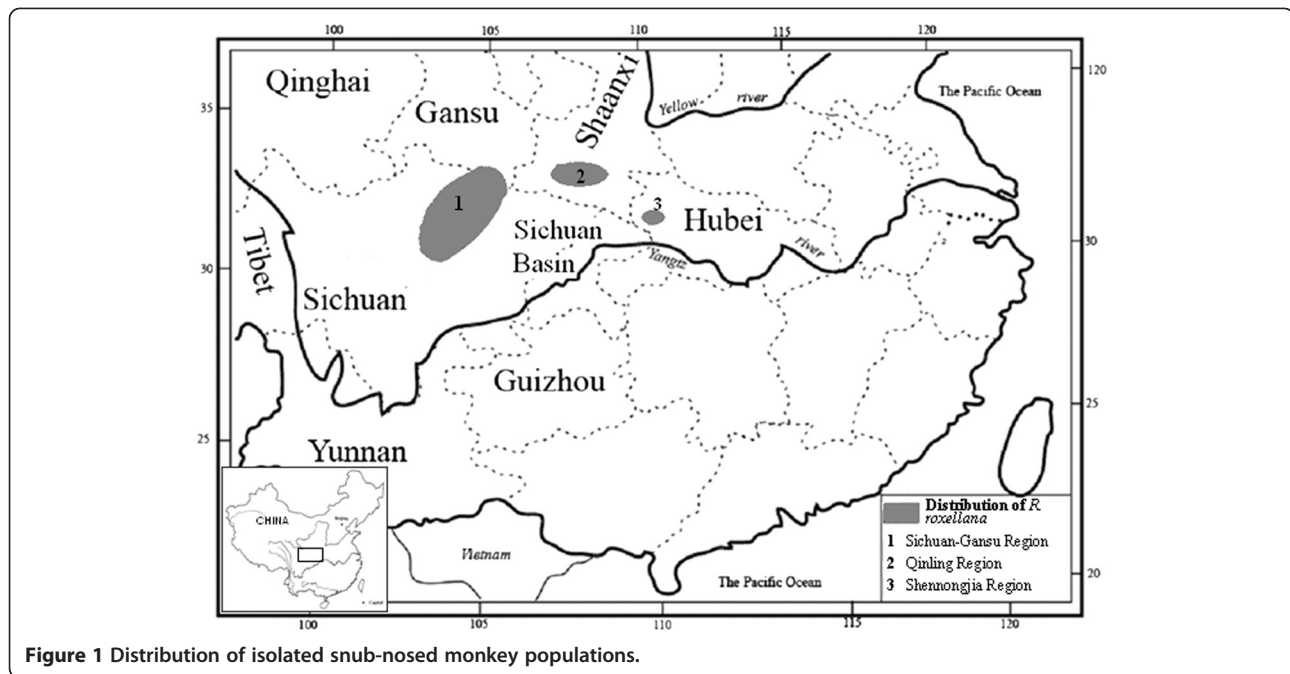 100 105 110 115 120
Qinghai
Gansu
Shaanxi
Yellow river
The Pacific Ocean
120
35
35
1
2
3
Hubei
Sichuan
Basin
Yangtz river
30
30
Tibet
Sichuan
Guizhou
25
25
Yunnan
CHINA
Beijing
Vietnam
The Pacific Ocean
20
Distribution of R
roxellana
1 Sichuan-Gansu Region
2 Qinling Region
3 Shennongjia Region
100 105 110 115 120
Figure 1 Distribution of isolated snub-nosed monkey populations.